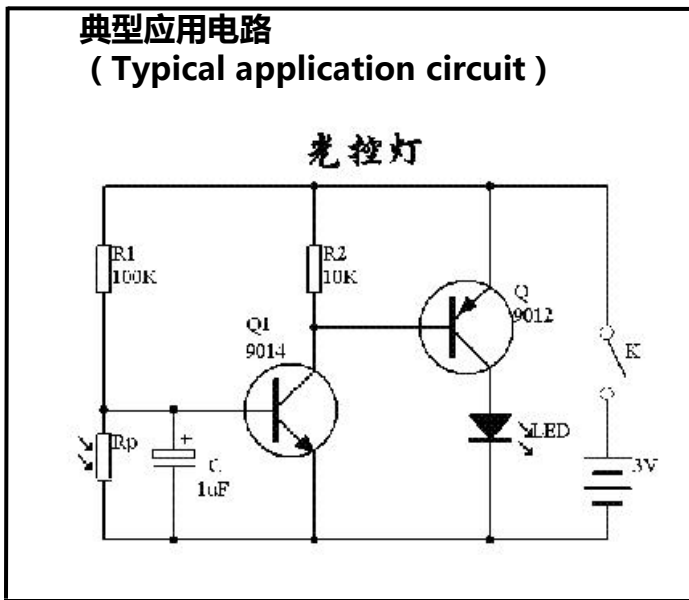 典型应用电路
（Typical application circuit）
光控灯
R1
100K
R2
10K
Q
9012
Q1
9014
K
Rp
+
C
1uF
LED
3V